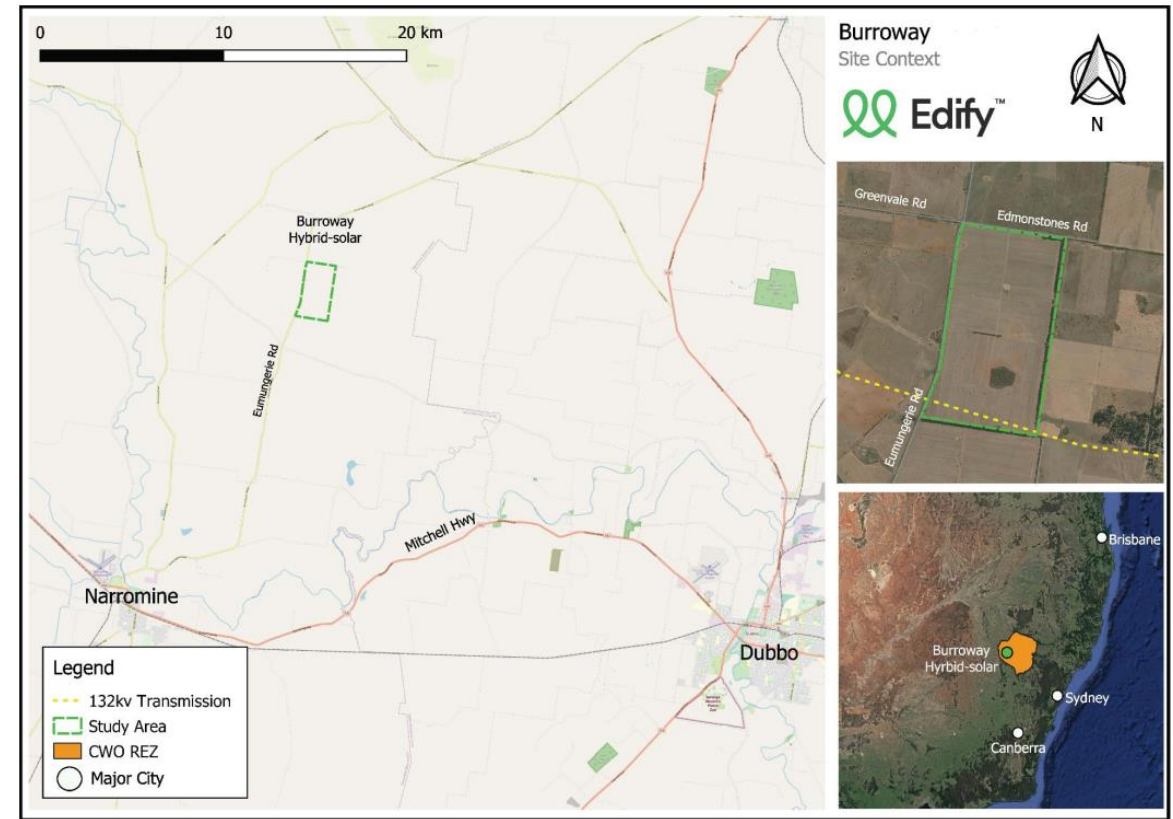 0 10 20 km
Burroway
Hybrid-solar
Eumungerie Rd
Mitchell Hwy
Narromine
Dubbo
Legend
132kv Transmission
Study Area
CWO REZ
Major City
Burroway
Site Context
Edify™
N
Greenvale Rd
Edmonstones Rd
Eumungerie Rd
Brisbane
Burroway
Hyrbid-solar
Sydney
Canberra